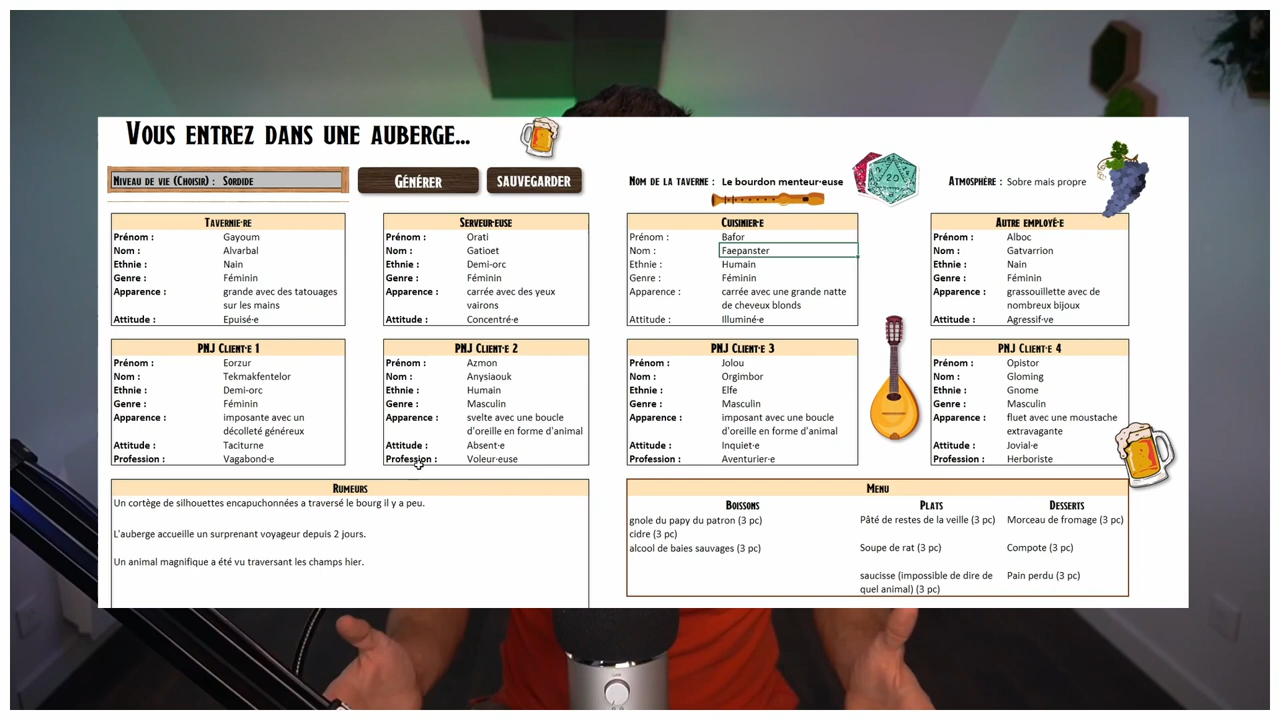 Vous entrez dans une auberge...
Niveau de vie (Choisir) : Sordide
Générer
Sauvegarder
Nom de la taverne : Le bourdon menteur·euse
Atmosphère : Sobre mais propre
Tavernie·re
Prénom : Gayoum
Nom : Alvarbal
Ethnie : Nain
Genre : Féminin
Apparence : grande avec des tatouages
sur les mains
Attitude : Epuisé·e
Serveur·euse
Prénom : Orati
Nom : Gatioet
Ethnie : Demi-orc
Genre : Féminin
Apparence : carrée avec des yeux
vairons
Attitude : Concentré·e
Cuisinier·e
Prénom : Bafor
Nom : Faepanster
Ethnie : Humain
Genre : Féminin
Apparence : carrée avec une grande natte
de cheveux blonds
Attitude : Illuminé·e
Autre employé·e
Prénom : Alboc
Nom : Gatvarrion
Ethnie : Nain
Genre : Féminin
Apparence : grassouillette avec de
nombreux bijoux
Attitude : Agressif·ve
PNJ Client·e 1
Prénom : Eorzur
Nom : Tekmakfentelor
Ethnie : Demi-orc
Genre : Féminin
Apparence : imposante avec un
décolleté généreux
Attitude : Taciturne
Profession : Vagabond·e
PNJ Client·e 2
Prénom : Azmon
Nom : Anysiaouk
Ethnie : Humain
Genre : Masculin
Apparence : svelte avec une boucle
d'oreille en forme d'animal
Attitude : Absent·e
Profession : Voleur·euse
PNJ Client·e 3
Prénom : Jolou
Nom : Orgimbor
Ethnie : Elfe
Genre : Masculin
Apparence : imposant avec une boucle
d'oreille en forme d'animal
Attitude : Inquiet·e
Profession : Aventurier·e
PNJ Client·e 4
Prénom : Opistor
Nom : Gloming
Ethnie : Gnome
Genre : Masculin
Apparence : fluet avec une moustache
extravagante
Attitude : Jovial·e
Profession : Herboriste
Rumeurs
Un cortège de silhouettes encapuchonnées a traversé le bourg il y a peu.
L'auberge accueille un surprenant voyageur depuis 2 jours.
Un animal magnifique a été vu traversant les champs hier.
Menu
Boissons
gnole du papy du patron (3 pc)
cidre (3 pc)
alcool de baies sauvages (3 pc)
Plats
Pâté de restes de la veille (3 pc)
Soupe de rat (3 pc)
saucisse (impossible de dire de
quel animal) (3 pc)
Desserts
Morceau de fromage (3 pc)
Compote (3 pc)
Pain perdu (3 pc)
20